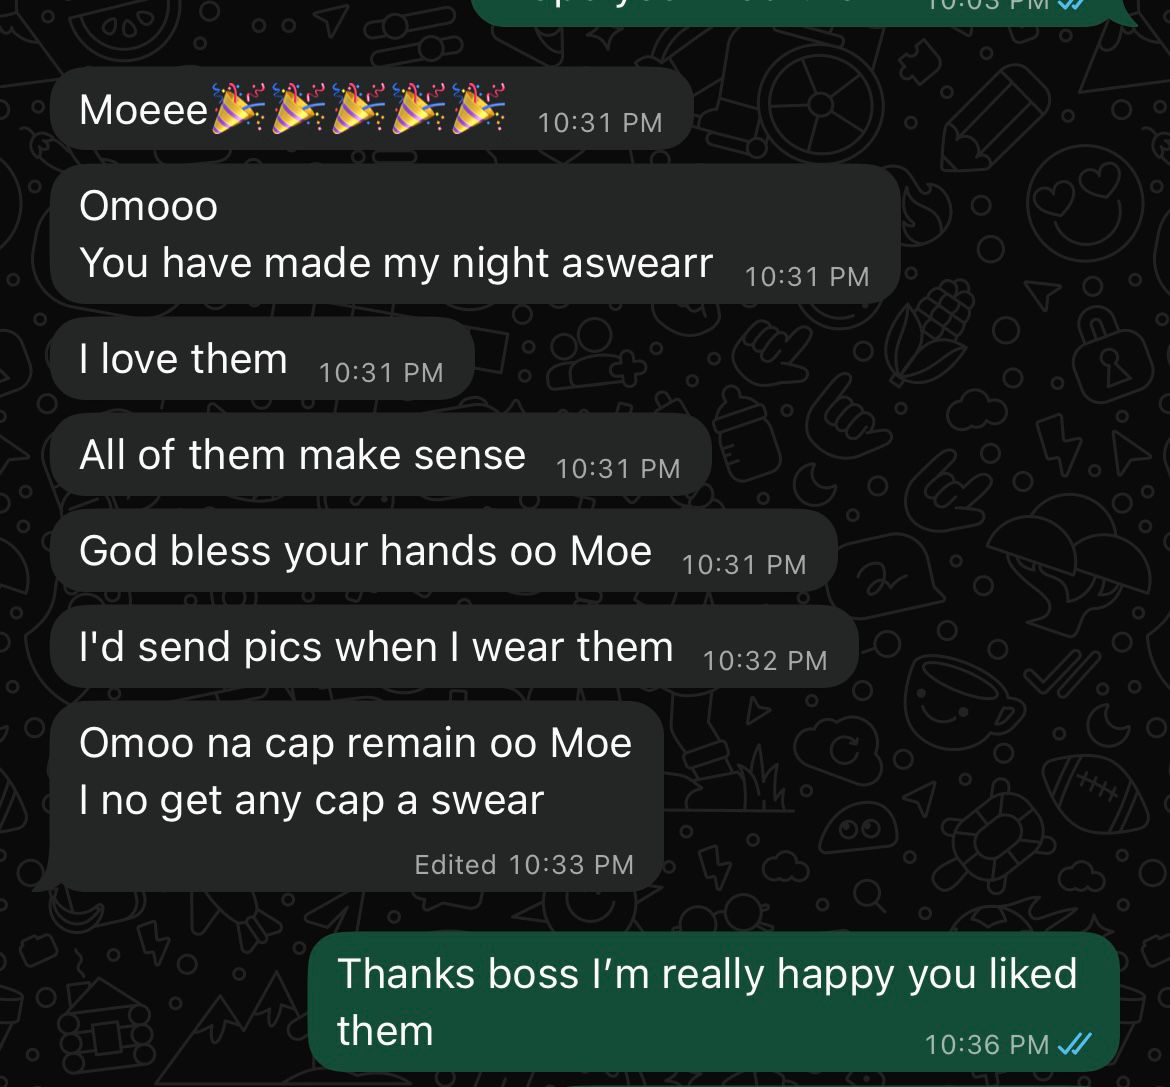 10:03 PM
Moeee🎉🎉🎉🎉🎉 10:31 PM
Omooo
You have made my night aswearr 10:31 PM
I love them 10:31 PM
All of them make sense 10:31 PM
God bless your hands oo Moe 10:31 PM
I'd send pics when I wear them 10:32 PM
Omoo na cap remain oo Moe
I no get any cap a swear
Edited 10:33 PM
Thanks boss I’m really happy you liked
them 10:36 PM